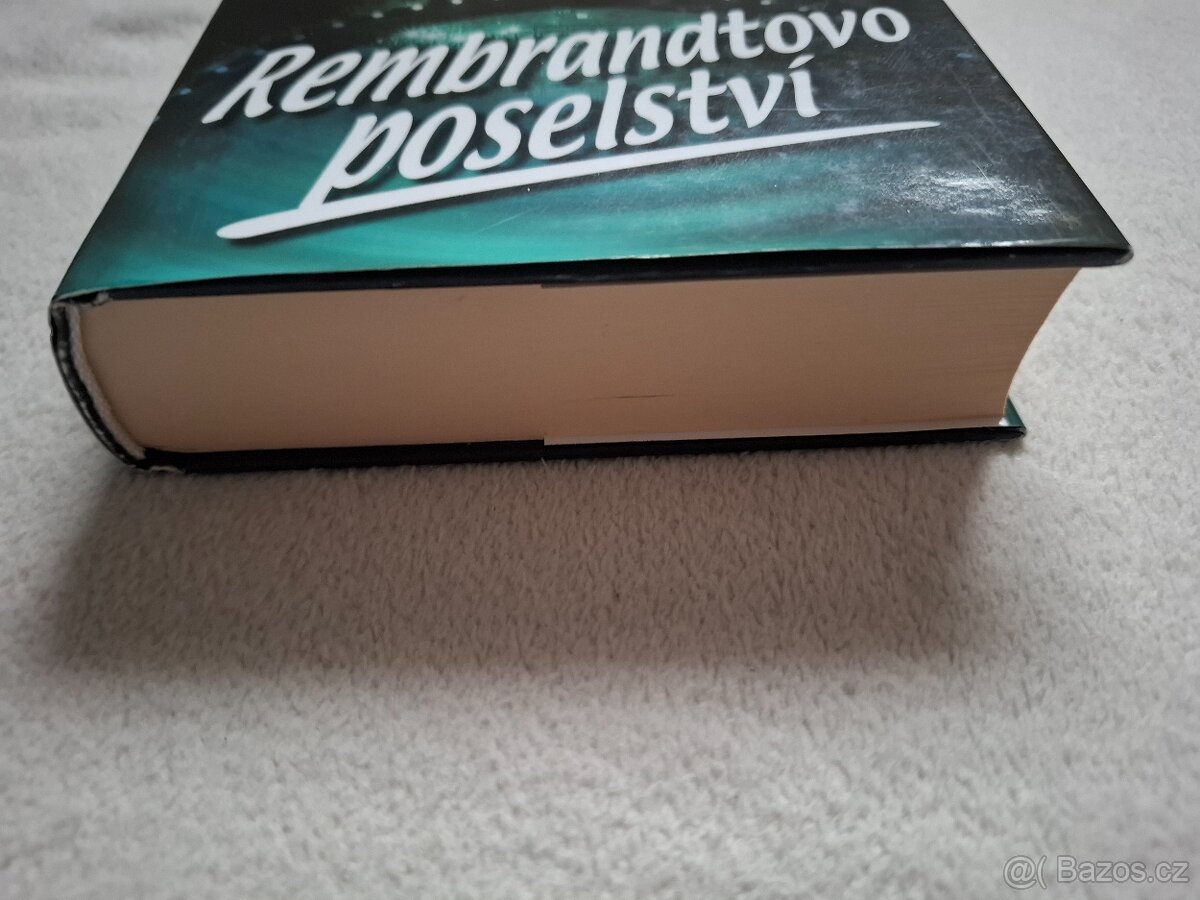 Rembrandtovo
poselství
@( Bazos.cz